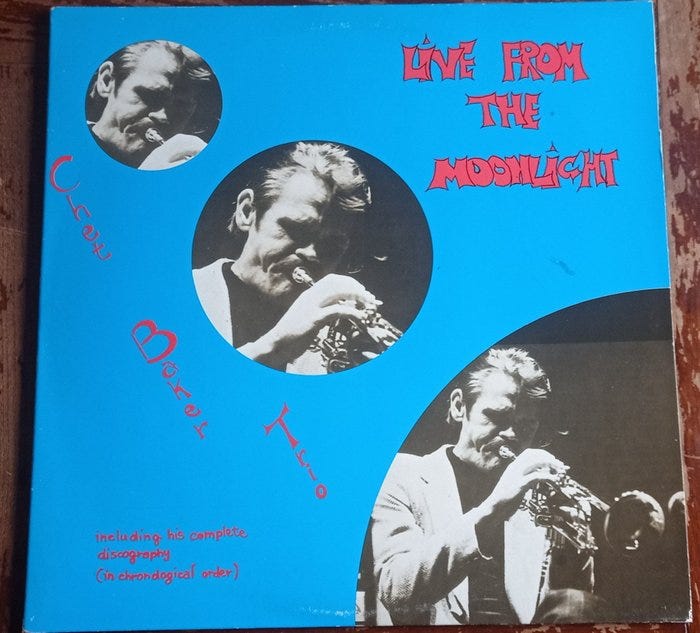 LIVE FROM
THE
MOONLIGHT
Chet
Baker
Trio
including his complete
discography
(in chronological order)